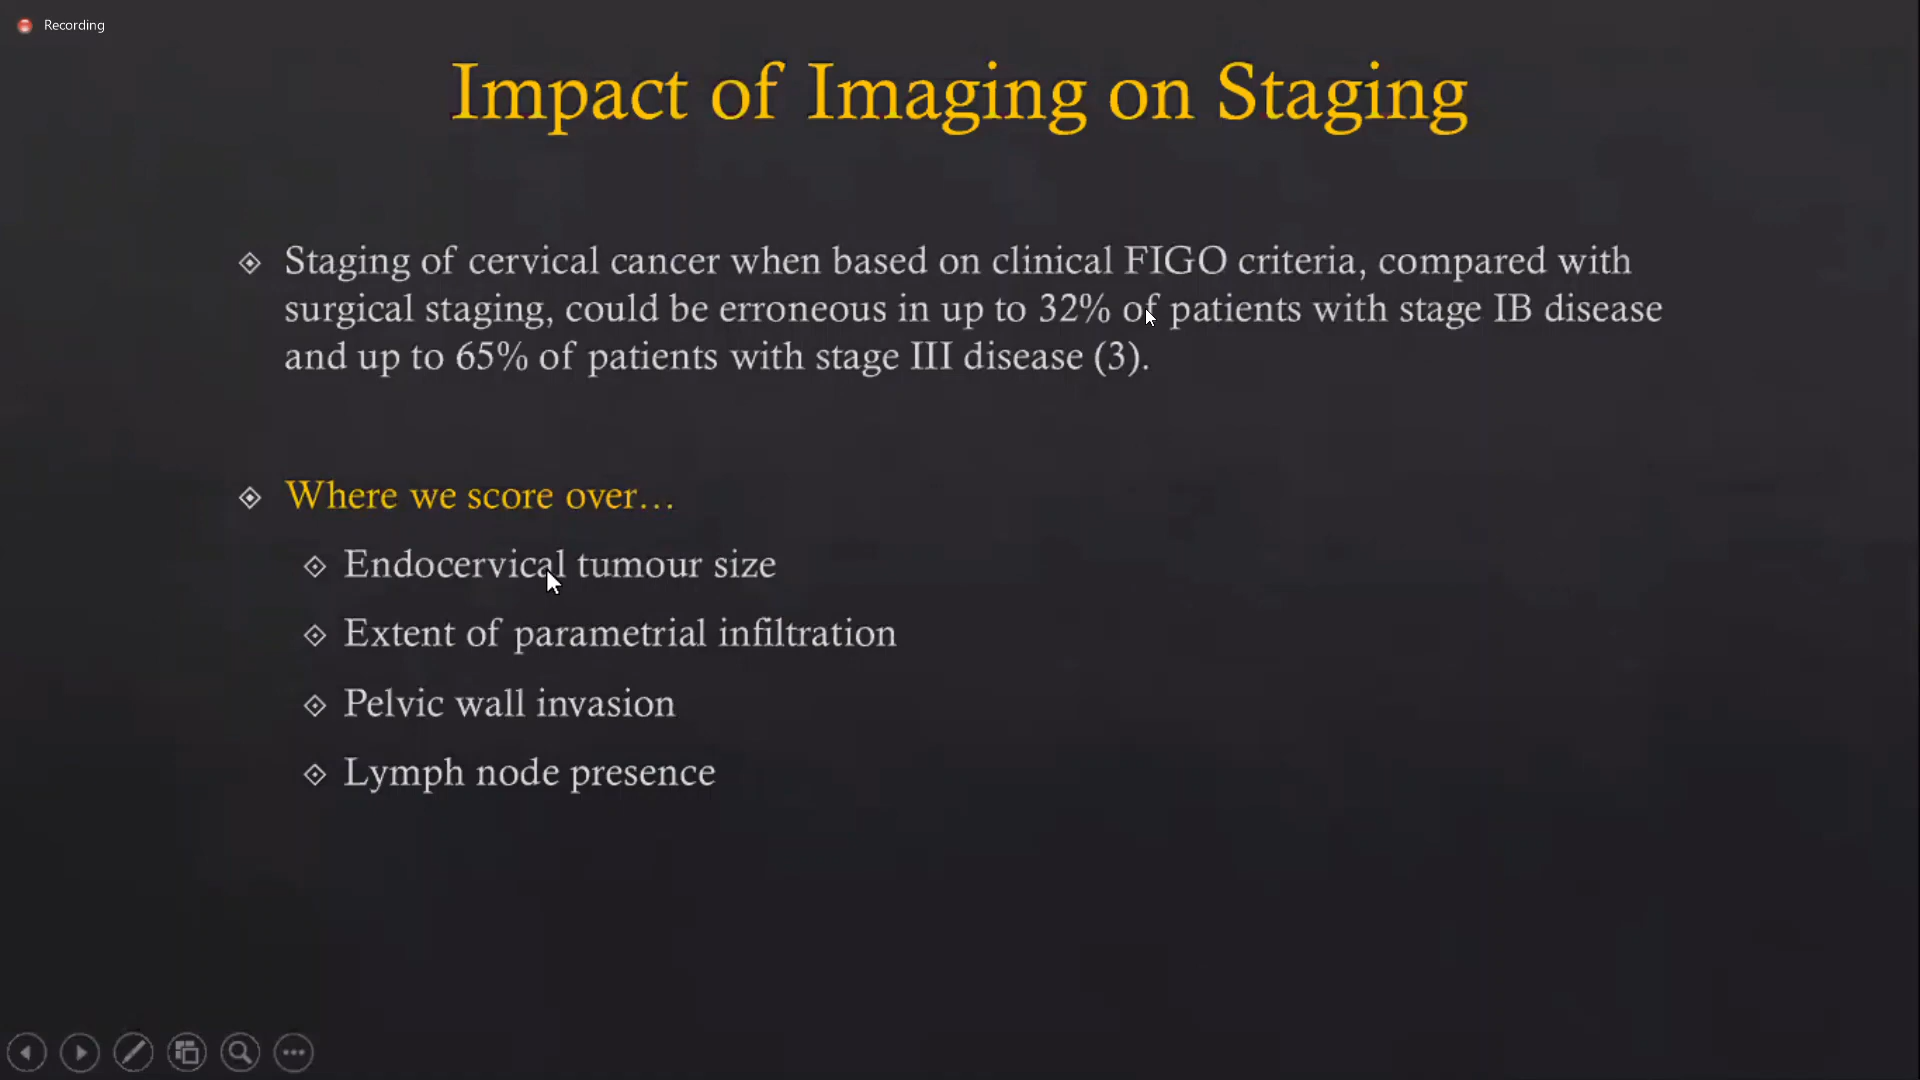 Recording
Impact of Imaging on Staging
Staging of cervical cancer when based on clinical FIGO criteria, compared with
surgical staging, could be erroneous in up to 32% of patients with stage IB disease
and up to 65% of patients with stage III disease (3).
Where we score over…
Endocervical tumour size
Extent of parametrial infiltration
Pelvic wall invasion
Lymph node presence